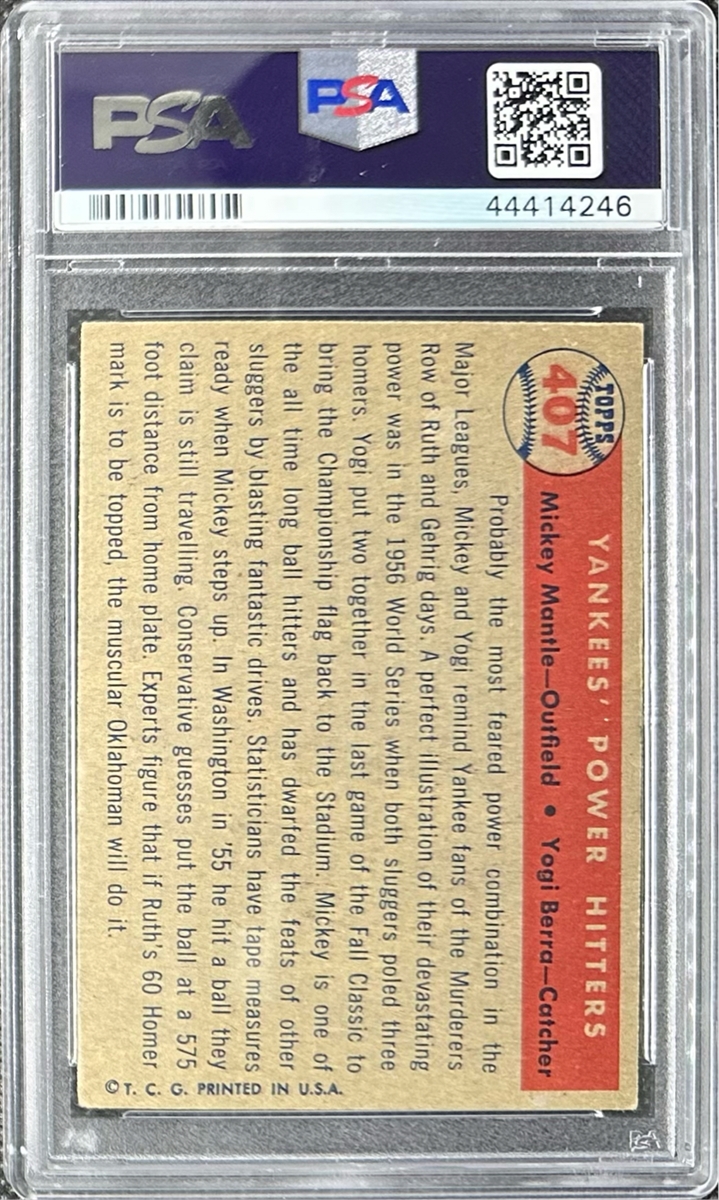 PSA
PSA
44414246
TOPPS
407
YANKEES' POWER HITTERS
Mickey Mantle—Outfield • Yogi Berra—Catcher
Probably the most feared power combination in the
Major Leagues, Mickey and Yogi remind Yankee fans of the Murderers
Row of Ruth and Gehrig days. A perfect illustration of their devastating
power was in the 1956 World Series when both sluggers poled three
homers. Yogi put two together in the last game of the Fall Classic to
bring the Championship flag back to the Stadium. Mickey is one of
the all time long ball hitters and has dwarfed the feats of other
sluggers by blasting fantastic drives. Statisticians have tape measures
ready when Mickey steps up. In Washington in '55 he hit a ball they
claim is still travelling. Conservative guesses put the ball at a 575
foot distance from home plate. Experts figure that if Ruth's 60 Homer
mark is to be topped, the muscular Oklahoman will do it.
©T. C. G. PRINTED IN U.S.A.